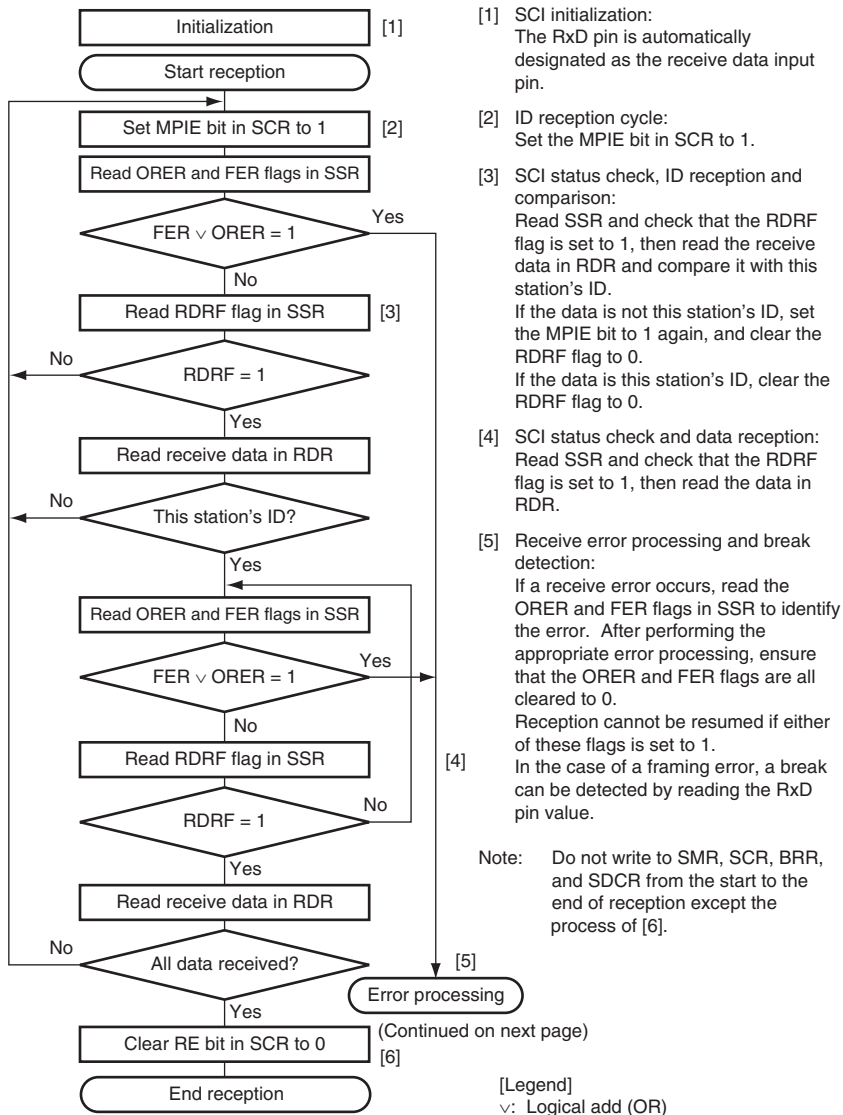 Initialization [1]
Start reception
Set MPIE bit in SCR to 1 [2]
Read ORER and FER flags in SSR
FER ∨ ORER = 1
Yes
No
Read RDRF flag in SSR [3]
RDRF = 1
No
Yes
Read receive data in RDR
This station's ID?
No
Yes
Read ORER and FER flags in SSR
FER ∨ ORER = 1
Yes
No
Read RDRF flag in SSR
[4]
RDRF = 1
No
Yes
Read receive data in RDR
All data received?
No
Yes
[5]
Error processing
(Continued on next page)
Clear RE bit in SCR to 0
[6]
End reception
[1] SCI initialization:
The RxD pin is automatically
designated as the receive data input
pin.
[2] ID reception cycle:
Set the MPIE bit in SCR to 1.
[3] SCI status check, ID reception and
comparison:
Read SSR and check that the RDRF
flag is set to 1, then read the receive
data in RDR and compare it with this
station's ID.
If the data is not this station's ID, set
the MPIE bit to 1 again, and clear the
RDRF flag to 0.
If the data is this station's ID, clear the
RDRF flag to 0.
[4] SCI status check and data reception:
Read SSR and check that the RDRF
flag is set to 1, then read the data in
RDR.
[5] Receive error processing and break
detection:
If a receive error occurs, read the
ORER and FER flags in SSR to identify
the error. After performing the
appropriate error processing, ensure
that the ORER and FER flags are all
cleared to 0.
Reception cannot be resumed if either
of these flags is set to 1.
In the case of a framing error, a break
can be detected by reading the RxD
pin value.
Note: Do not write to SMR, SCR, BRR,
and SDCR from the start to the
end of reception except the
process of [6].
[Legend]
∨: Logical add (OR)